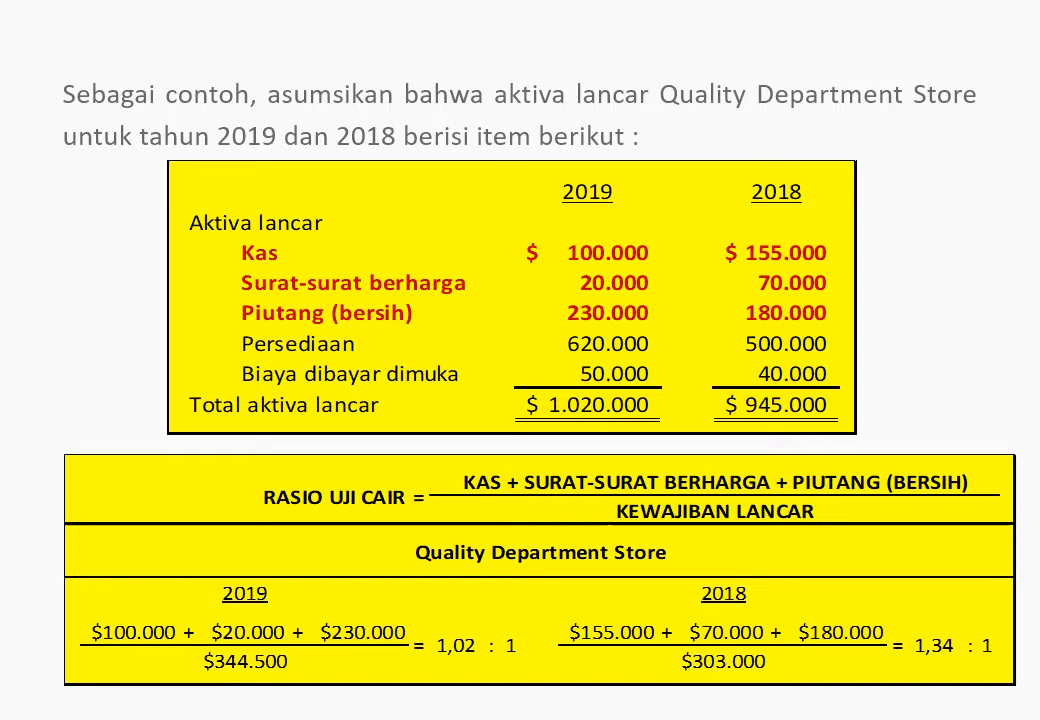 Sebagai contoh, asumsikan bahwa aktiva lancar Quality Department Store
untuk tahun 2019 dan 2018 berisi item berikut :
2019 2018
Aktiva lancar
Kas $ 100.000 $ 155.000
Surat-surat berharga 20.000 70.000
Piutang (bersih) 230.000 180.000
Persediaan 620.000 500.000
Biaya dibayar dimuka 50.000 40.000
Total aktiva lancar $ 1.020.000 $ 945.000
RASIO UJI CAIR = KAS + SURAT-SURAT BERHARGA + PIUTANG (BERSIH)
KEWAJIBAN LANCAR
Quality Department Store
2019 2018
$100.000 + $20.000 + $230.000 = 1,02 : 1 $155.000 + $70.000 + $180.000 = 1,34 : 1
$344.500 $303.000